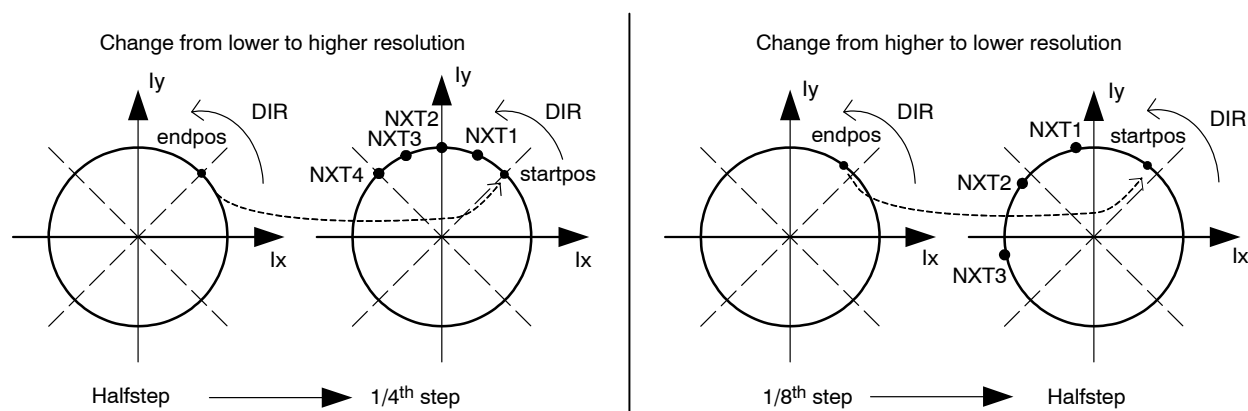 Change from lower to higher resolution
Iy
DIR
endpos
Ix
Iy
DIR
NXT2
NXT3
NXT1
NXT4
startpos
Ix
Halfstep
1/4th step
Change from higher to lower resolution
Iy
DIR
endpos
Ix
Iy
DIR
NXT1
startpos
NXT2
NXT3
Ix
1/8th step
Halfstep